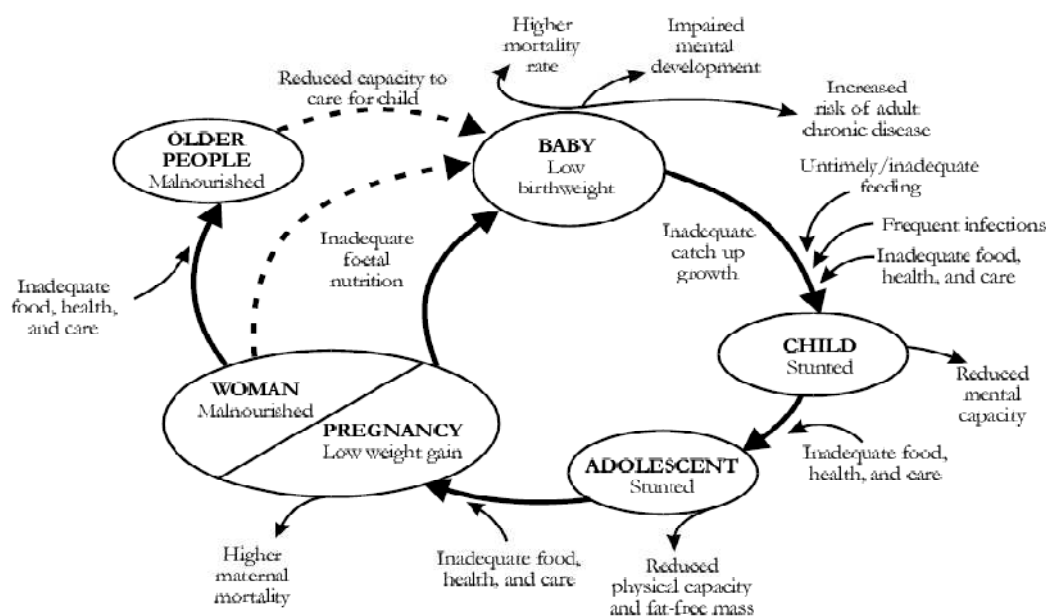 Higher
mortality
rate
Impaired
mental
development
Increased
risk of adult
chronic disease
Reduced capacity to
care for child
OLDER
PEOPLE
Malnourished
BABY
Low
birthweight
Untimely/inadequate
feeding
Frequent infections
Inadequate food,
health, and care
Inadequate
catch up
growth
Inadequate
foetal
nutrition
Inadequate
food, health,
and care
CHILD
Stunted
Reduced
mental
capacity
WOMAN
Malnourished
PREGNANCY
Low weight gain
ADOLESCENT
Stunted
Inadequate food,
health, and care
Higher
maternal
mortality
Inadequate food,
health, and care
Reduced
physical capacity
and fat-free mass